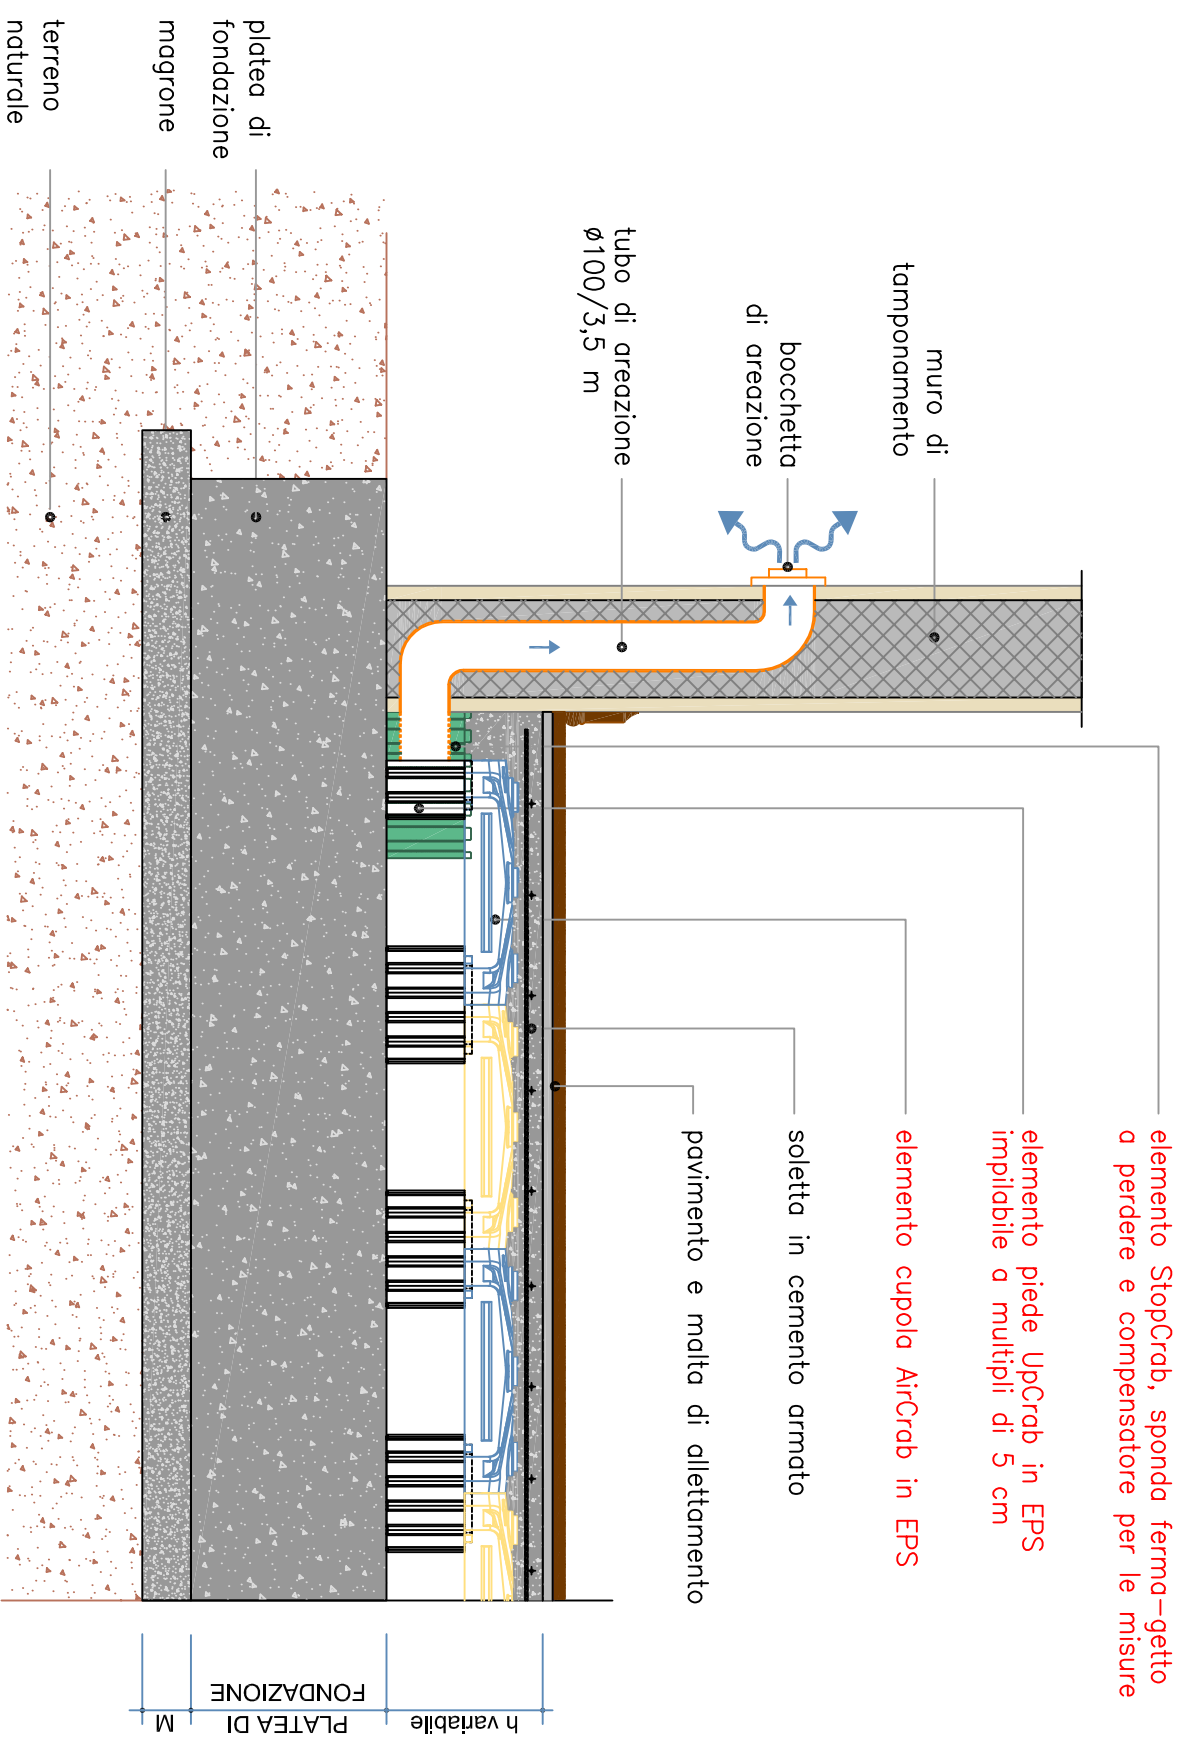 elemento StopCrab, sponda ferma-getto
a perdere e compensatore per le misure
elemento piede UpCrab in EPS
impilabile a multipli di 5 cm
elemento cupola AirCrab in EPS
soletta in cemento armato
pavimento e malta di allettamento
muro di
tamponamento
bocchetta
di areazione
tubo di areazione
ø100/3,5 m
platea di
fondazione
magrone
terreno
naturale
h variabile
PLATEA DI
FONDAZIONE
M